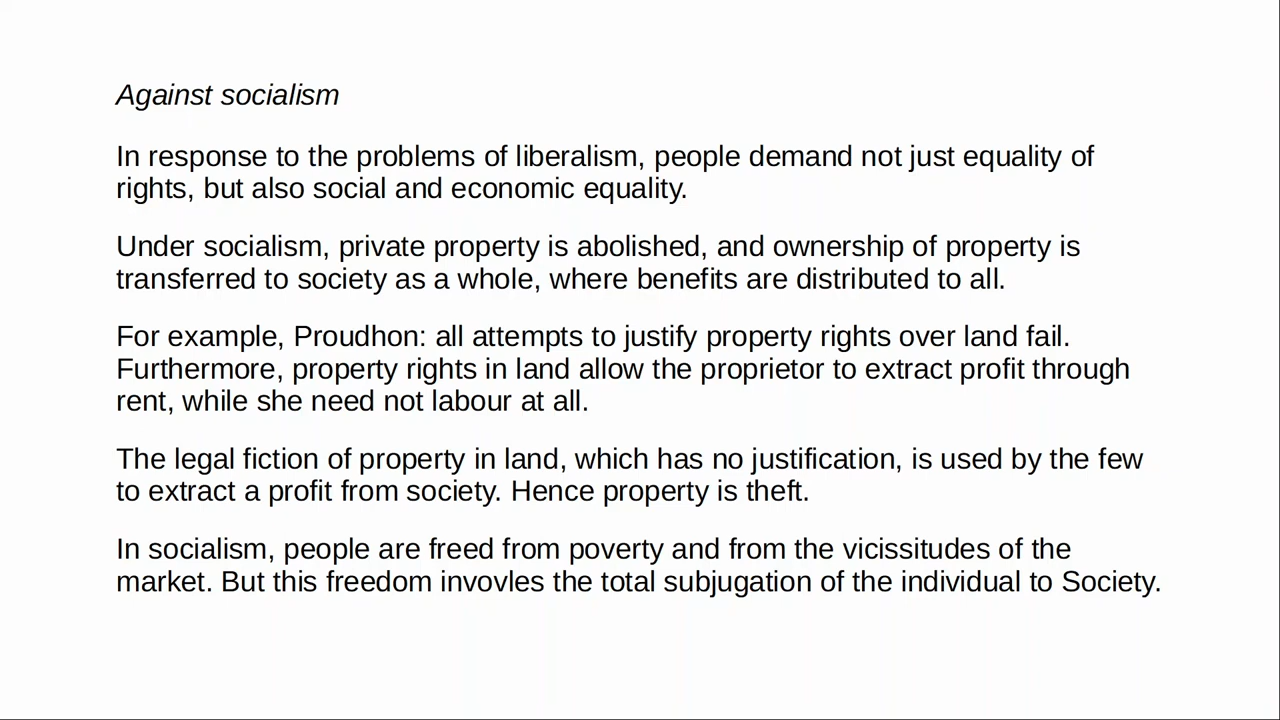 Against socialism
In response to the problems of liberalism, people demand not just equality of
rights, but also social and economic equality.
Under socialism, private property is abolished, and ownership of property is
transferred to society as a whole, where benefits are distributed to all.
For example, Proudhon: all attempts to justify property rights over land fail.
Furthermore, property rights in land allow the proprietor to extract profit through
rent, while she need not labour at all.
The legal fiction of property in land, which has no justification, is used by the few
to extract a profit from society. Hence property is theft.
In socialism, people are freed from poverty and from the vicissitudes of the
market. But this freedom invovles the total subjugation of the individual to Society.